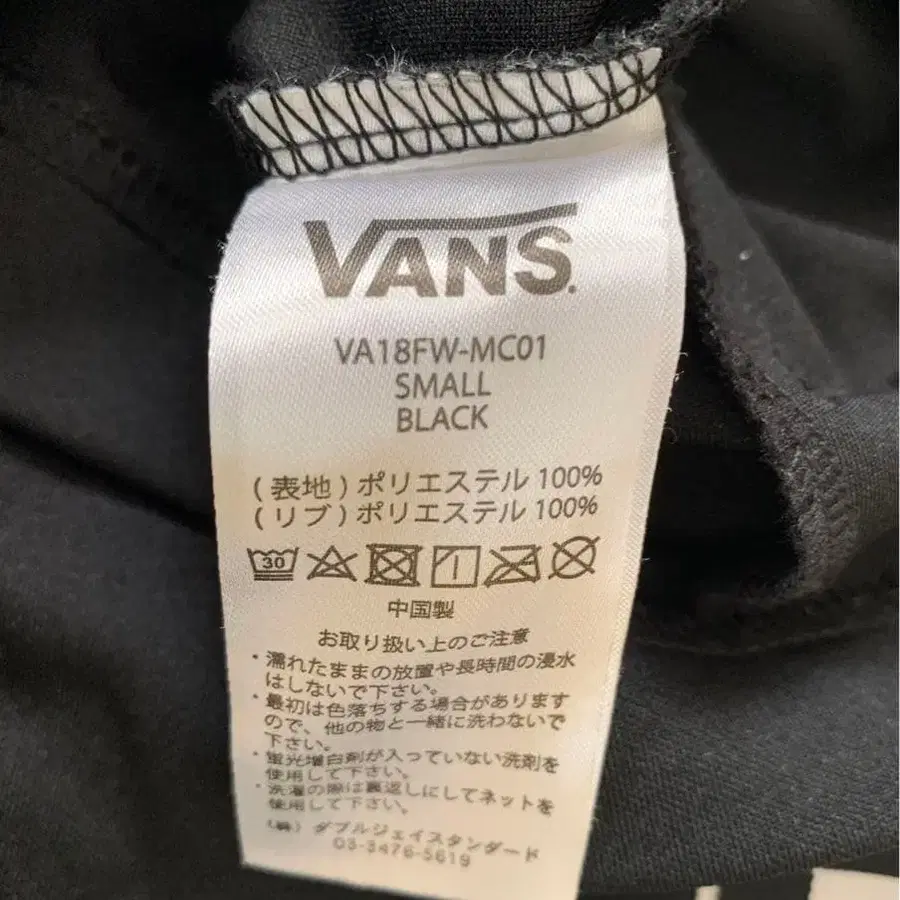 VANS
VA18FW-MC01
SMALL
BLACK
(表地)ポリエステル 100%
(リブ)ポリエステル 100%
30
中国製
お取り扱い上のご注意
・濡れたままの放置や長時間の浸水
はしないで下さい。
・最初は色落ちする場合があります
ので、他の物と一緒に洗わないで
下さい。
・蛍光増白剤が入っていない洗剤を
使用して下さい。
・洗濯の際は裏返しにしてネットを
使用して下さい。
(株)ダブルジェイスタンダード
03-3476-5619